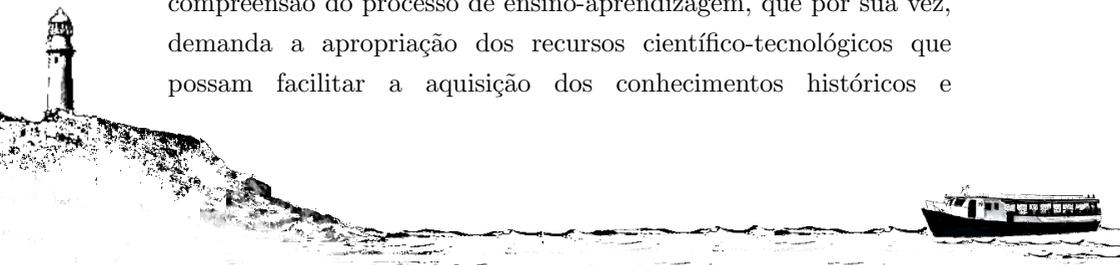 compreensão do processo de ensino-aprendizagem, que por sua vez,
demanda a apropriação dos recursos científico-tecnológicos que
possam facilitar a aquisição dos conhecimentos históricos e